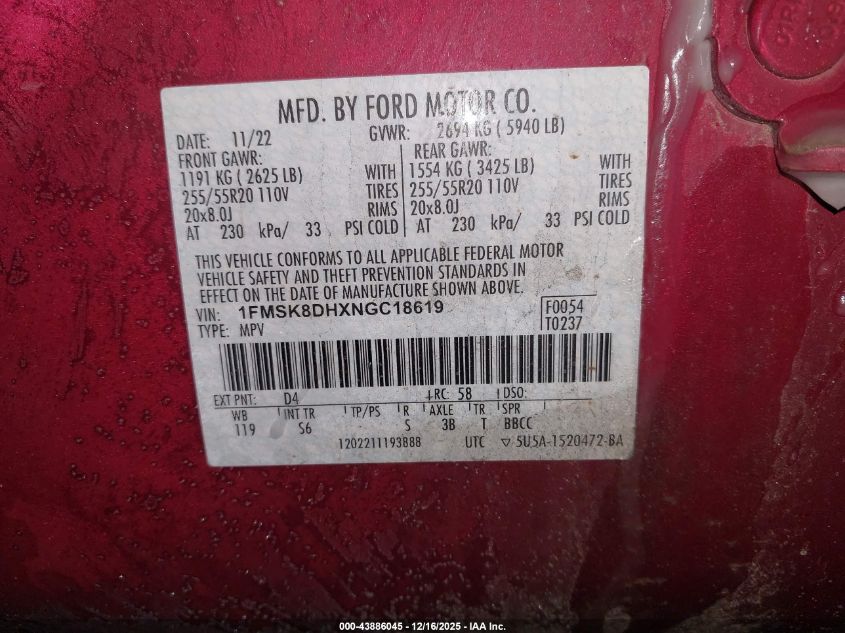 MFD. BY FORD MOTOR CO.
DATE: 11/22 GVWR: 2694 KG ( 5940 LB)
FRONT GAWR: REAR GAWR:
1191 KG ( 2625 LB) WITH 1554 KG ( 3425 LB) WITH
255/55R20 110V TIRES 255/55R20 110V TIRES
20x8.0J RIMS 20x8.0J RIMS
AT 230 kPa/ 33 PSI COLD AT 230 kPa/ 33 PSI COLD
THIS VEHICLE CONFORMS TO ALL APPLICABLE FEDERAL MOTOR
VEHICLE SAFETY AND THEFT PREVENTION STANDARDS IN
EFFECT ON THE DATE OF MANUFACTURE SHOWN ABOVE.
VIN: 1FMSK8DHXNGC18619 F0054
TYPE: MPV T0237
EXT PNT: D4 RC: 58 DSO:
WB INT TR TP/PS R AXLE TR SPR
119 S6 S 3B T BBCC
1202211193888 UTC ▽ 5U5A-1520472-BA
000-43886045 - 12/16/2025 - IAA Inc.